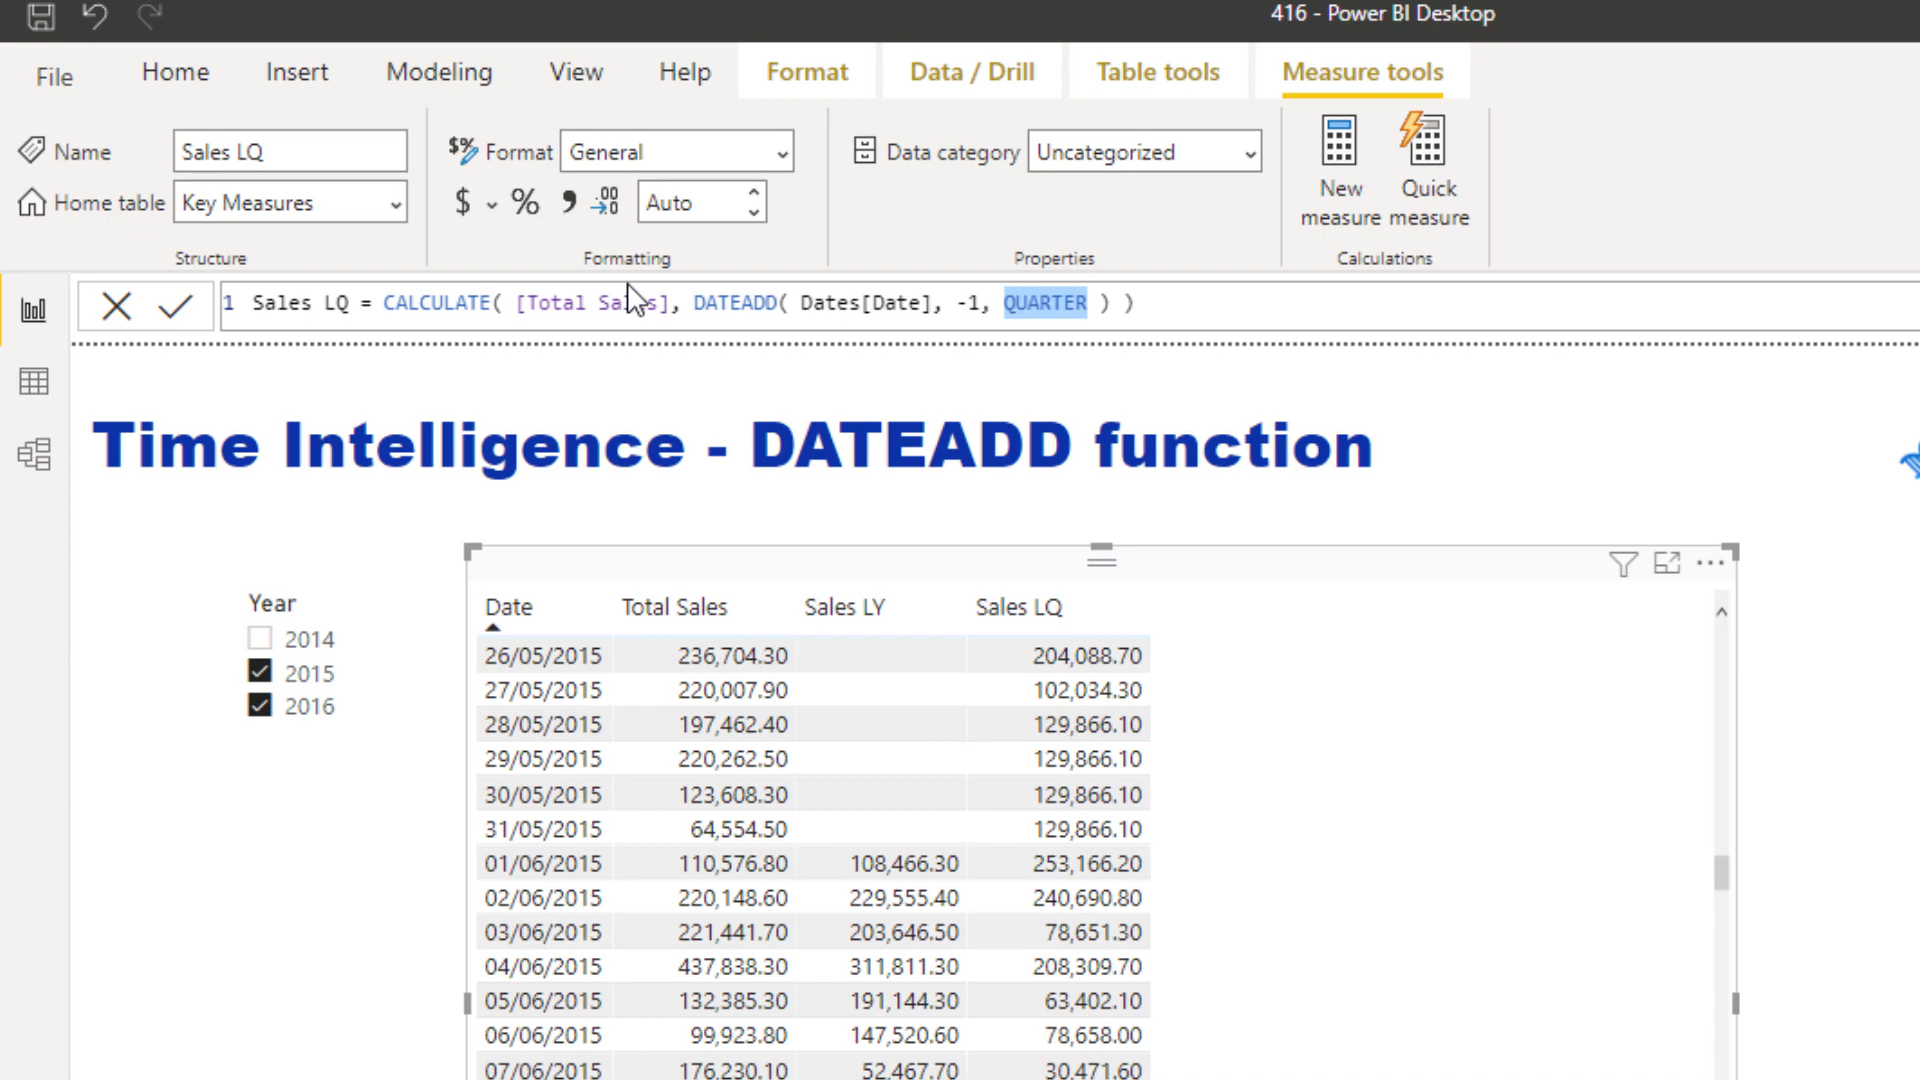 416 - Power BI Desktop
File Home Insert Modeling View Help Format Data / Drill Table tools Measure tools
Name Sales LQ
Home table Key Measures
Structure
$% Format General
$ % , .00 →.0 Auto
Formatting
Data category Uncategorized
Properties
New measure
Quick measure
Calculations
1 Sales LQ = CALCULATE( [Total Sales], DATEADD( Dates[Date], -1, QUARTER ) )
Time Intelligence - DATEADD function
Year
2014
2015
2016
Date Total Sales Sales LY Sales LQ
26/05/2015 236,704.30 204,088.70
27/05/2015 220,007.90 102,034.30
28/05/2015 197,462.40 129,866.10
29/05/2015 220,262.50 129,866.10
30/05/2015 123,608.30 129,866.10
31/05/2015 64,554.50 129,866.10
01/06/2015 110,576.80 108,466.30 253,166.20
02/06/2015 220,148.60 229,555.40 240,690.80
03/06/2015 221,441.70 203,646.50 78,651.30
04/06/2015 437,838.30 311,811.30 208,309.70
05/06/2015 132,385.30 191,144.30 63,402.10
06/06/2015 99,923.80 147,520.60 78,658.00
07/06/2015 176,230.10 52,467.70 30,471.60